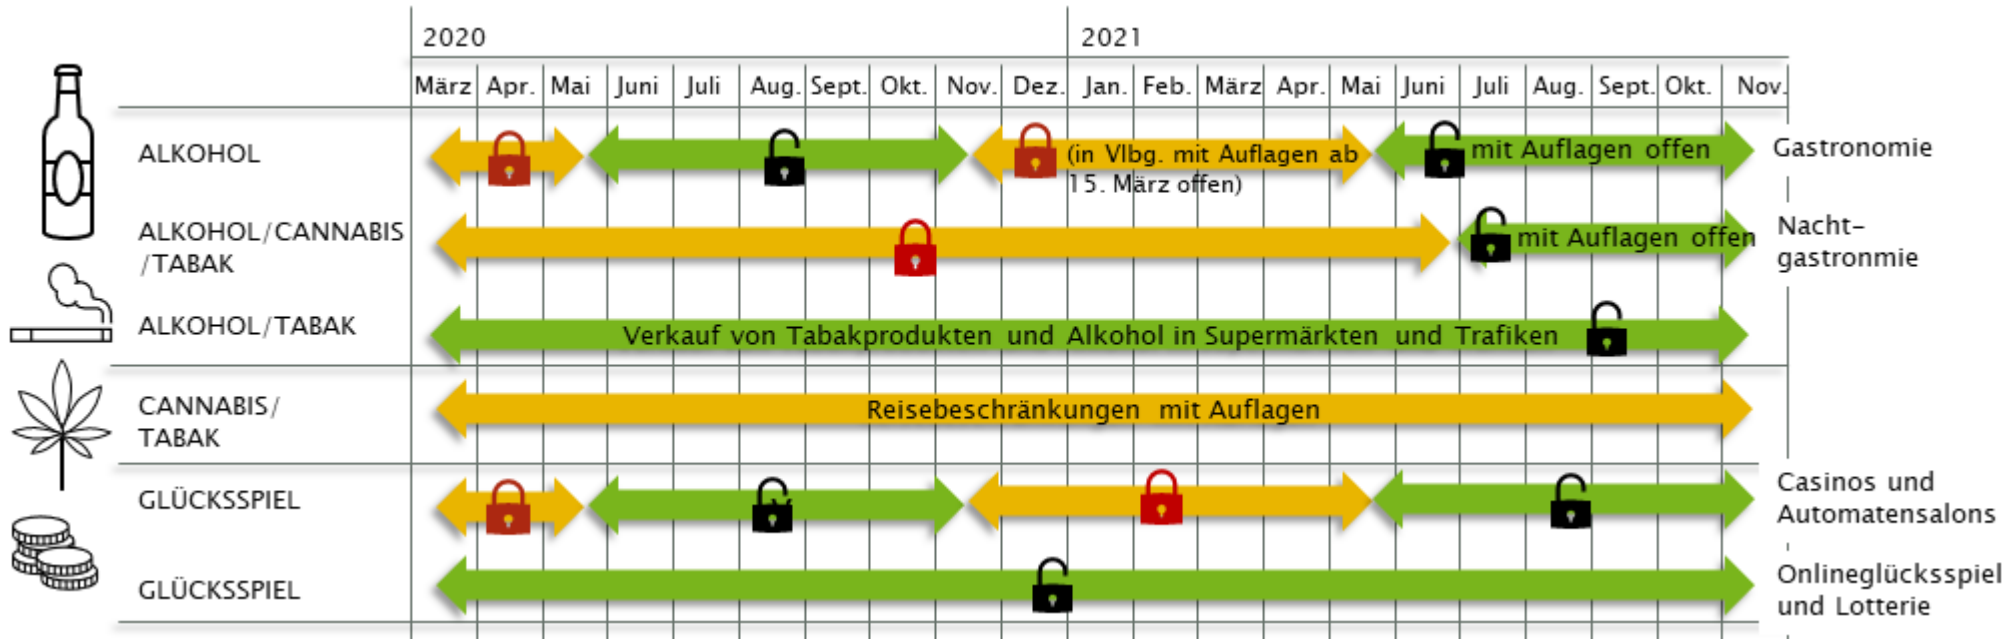 2020 2021
März Apr. Mai Juni Juli Aug. Sept. Okt. Nov. Dez. Jan. Feb. März Apr. Mai Juni Juli Aug. Sept. Okt. Nov.
ALKOHOL
(in Vlbg. mit Auflagen ab
15. März offen)
mit Auflagen offen
Gastronomie
ALKOHOL/CANNABIS
/TABAK
mit Auflagen offen
Nacht-
gastronmie
ALKOHOL/TABAK
Verkauf von Tabakprodukten und Alkohol in Supermärkten und Trafiken
CANNABIS/
TABAK
Reisebeschränkungen mit Auflagen
GLÜCKSSPIEL
Casinos und
Automatensalons
GLÜCKSSPIEL
Onlineglücksspiel
und Lotterie